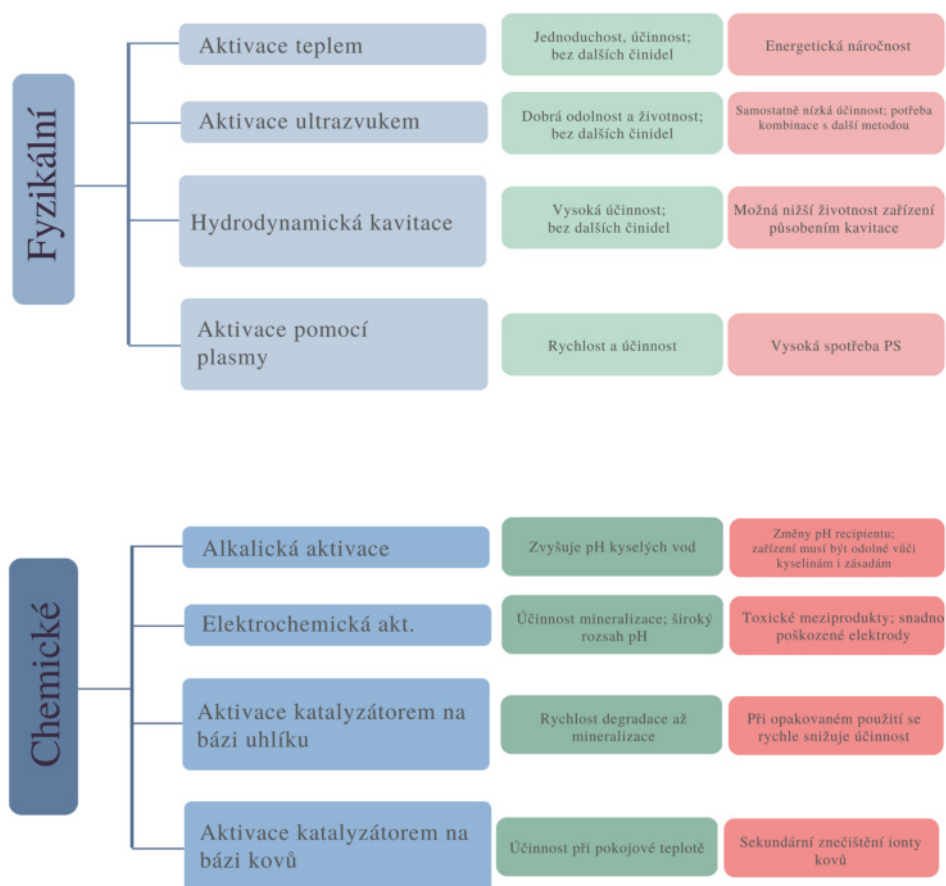 Fyzikální
Aktivace teplem
Jednoduchost, účinnost;
bez dalších činidel
Energetická náročnost
Aktivace ultrazvukem
Dobrá odolnost a životnost;
bez dalších činidel
Samostatně nízká účinnost; potřeba
kombinace s další metodou
Hydrodynamická kavitace
Vysoká účinnost;
bez dalších činidel
Možná nižší životnost zařízení
působením kavitace
Aktivace pomocí
plasmy
Rychlost a účinnost
Vysoká spotřeba PS
Chemické
Alkalická aktivace
Zvyšuje pH kyselých vod
Změny pH recipientu;
zařízení musí být odolné vůči
kyselinám i zásadám
Elektrochemická akt.
Účinnost mineralizace; široký
rozsah pH
Toxické meziprodukty; snadno
poškozené elektrody
Aktivace katalyzátorem na
bázi uhlíku
Rychlost degradace až
mineralizace
Při opakovaném použití se
rychle snižuje účinnost
Aktivace katalyzátorem na
bázi kovů
Účinnost při pokojové teplotě
Sekundární znečištění ionty
kovů